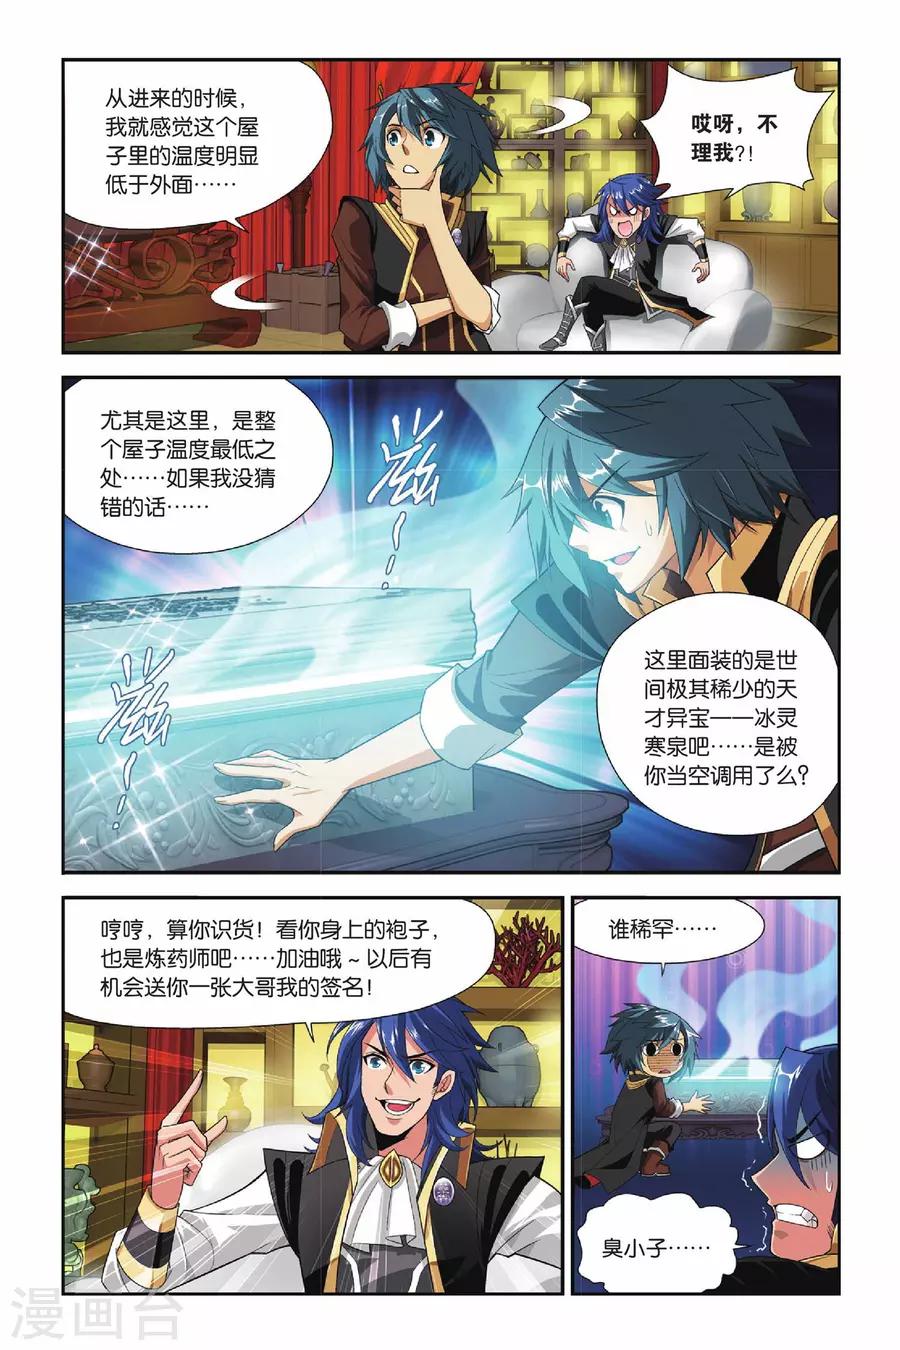 从进来的时候，
我就感觉这个屋
子里的温度明显
低于外面……
哎呀，不
理我?!
尤其是这里，是整
个屋子温度最低之
处……如果我没猜
错的话……
滋
滋
这里面装的是世
间极其稀少的天
才异宝——冰灵
寒泉吧……是被
你当空调用了么？
哼哼，算你识货！看你身上的袍子，
也是炼药师吧……加油哦～以后有
机会送你一张大哥我的签名！
谁稀罕……
臭小子……
漫画台